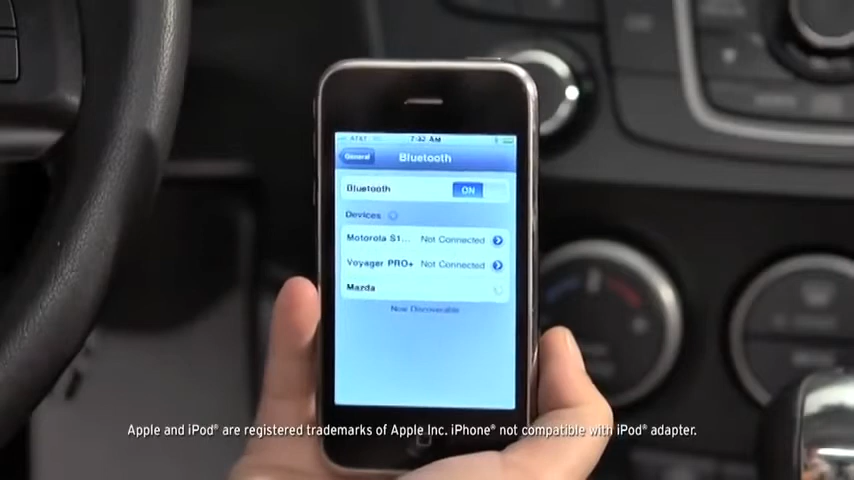 AT&T 7:32 AM
General Bluetooth
Bluetooth ON
Devices
Motorola S1... Not Connected
Voyager PRO+ Not Connected
Mazda
Now Discoverable
Apple and iPod® are registered trademarks of Apple Inc. iPhone® not compatible with iPod® adapter.